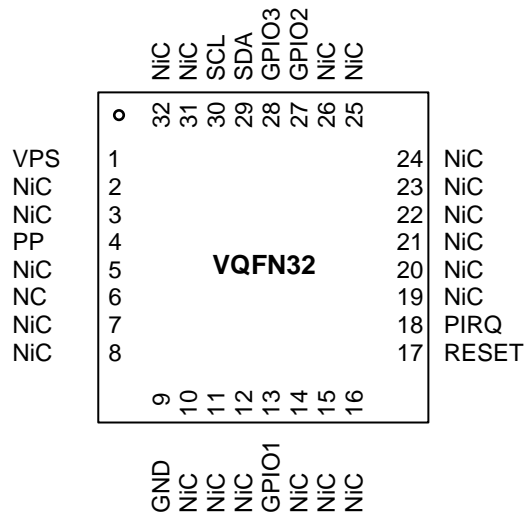 NiC NiC SCL SDA GPIO3 GPIO2 NiC NiC
32 31 30 29 28 27 26 25
VPS 1 24 NiC
NiC 2 23 NiC
NiC 3 22 NiC
PP 4 21 NiC
NiC 5 VQFN32 20 NiC
NC 6 19 NiC
NiC 7 18 PIRQ
NiC 8 17 RESET
9 10 11 12 13 14 15 16
GND NiC NiC NiC GPIO1 NiC NiC NiC